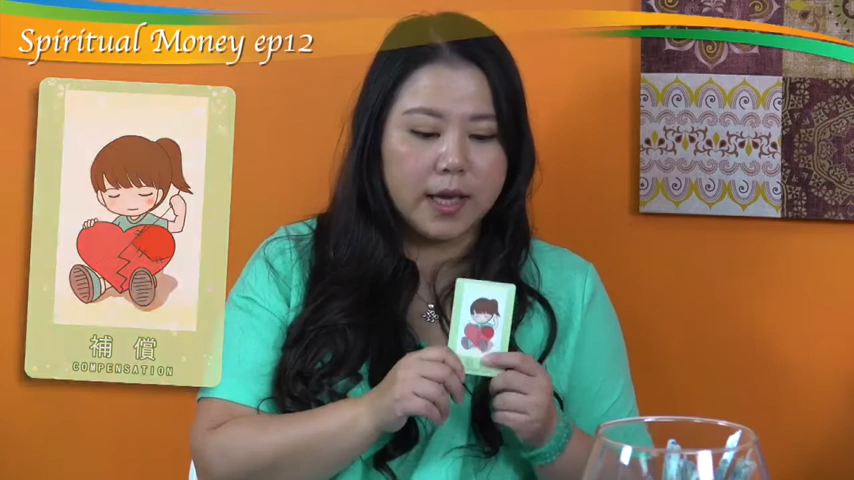 Spiritual Money ep12
補 償
COMPENSATION